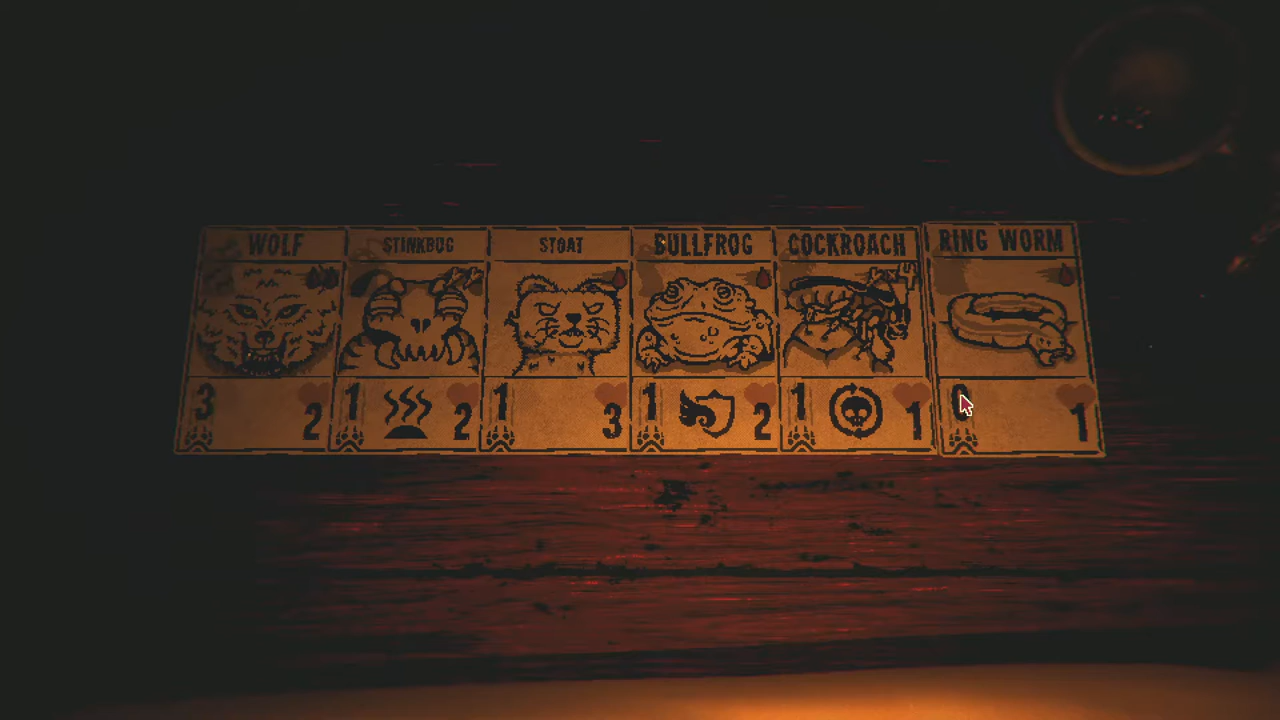 WOLF STINKBUG STOAT BULLFROG COCKROACH RING WORM
3 2 1 2 1 3 1 2 1 1 0 1